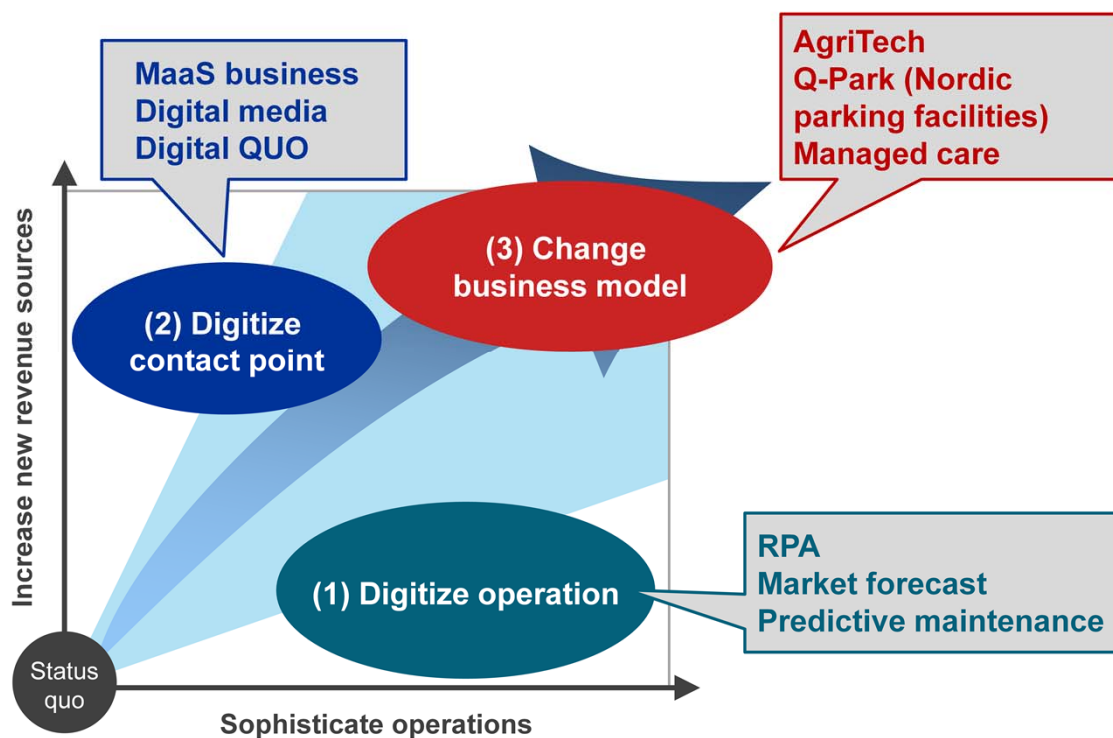 MaaS business
Digital media
Digital QUO
AgriTech
Q-Park (Nordic
parking facilities)
Managed care
Increase new revenue sources
(3) Change
business model
(2) Digitize
contact point
(1) Digitize operation
RPA
Market forecast
Predictive maintenance
Status
quo
Sophisticate operations